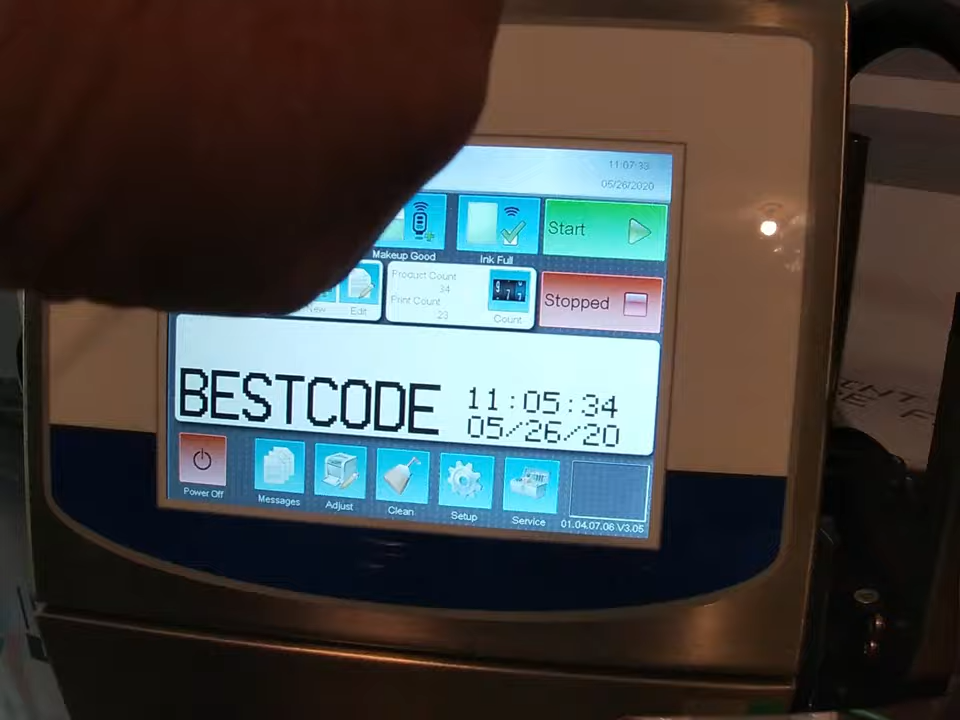 11:07:33
05/26/2020
Makeup Good
Ink Full
Start
New
Edit
Product Count
34
Print Count
23
Count
Stopped
BESTCODE
11:05:34
05/26/20
Power Off
Messages
Adjust
Clean
Setup
Service
01.04.07.06 V3.05